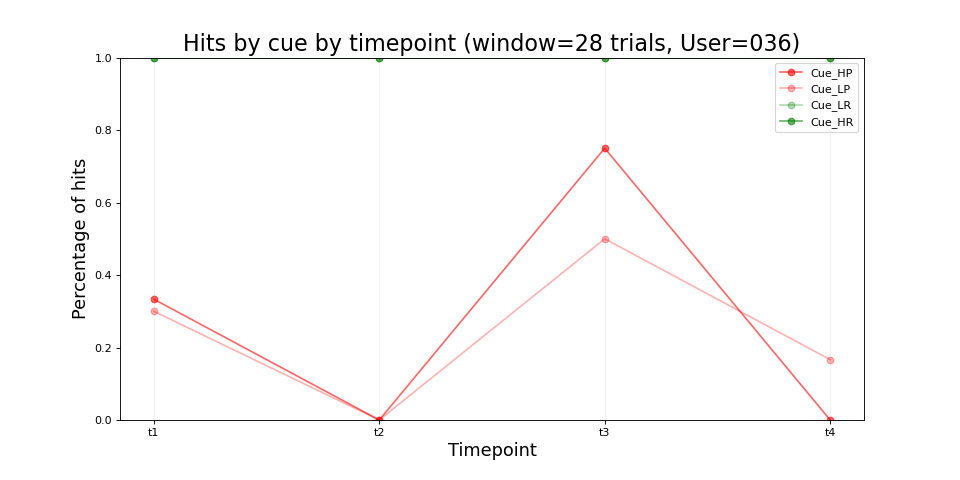 Hits by cue by timepoint (window=28 trials, User=036)
Percentage of hits
1.0
0.8
0.6
0.4
0.2
0.0
Cue_HP
Cue_LP
Cue_LR
Cue_HR
t1
t2
t3
t4
Timepoint